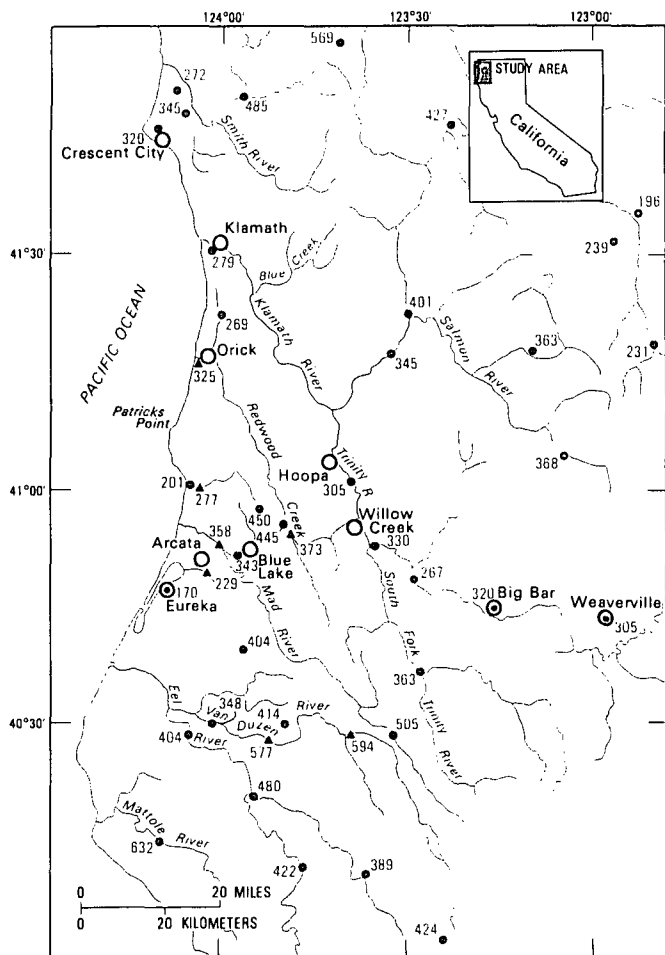 124°00'
123°30'
123°00'
569
272
345
485
320
Crescent City
Smith River
427
STUDY AREA
California
196
239
Klamath
41°30'
279
Blue Creek
269
Klamath
River
401
Salmon
River
345
363
231
Orick
325
PACIFIC OCEAN
Patricks
Point
Redwood
Creek
Hoopa
Trinity R
305
368
41°00'
201
277
450
445
373
Willow
Creek
330
358
Arcata
343
Blue
Lake
267
229
170
Eureka
Mad
River
South
Fork
Trinity
River
320
Big Bar
Weaverville
305
404
363
Eel
River
348
Van Duzen
River
414
40°30'
404
577
594
505
480
Mattole
River
632
422
389
424
0 20 MILES
0 20
KILOMETERS